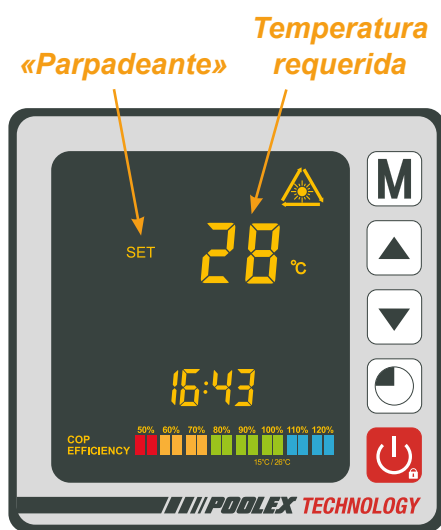 Temperatura
«Parpadeante» requerida
M
SET 28 °C
16:43
50% 60% 70% 80% 90% 100% 110% 120%
COP
EFFICIENCY
15°C / 26°C
POOLEX TECHNOLOGY